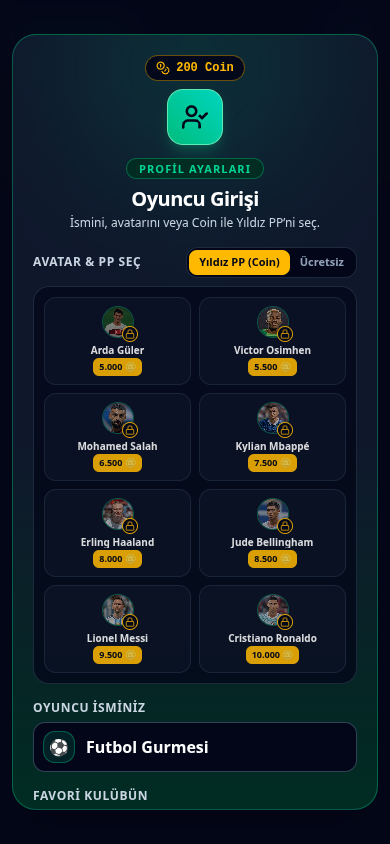 200 Coin
PROFİL AYARLARI
Oyuncu Girişi
İsmini, avatarını veya Coin ile Yıldız PP'ni seç.
AVATAR & PP SEÇ
Yıldız PP (Coin)
Ücretsiz
Arda Güler
5.000
Victor Osimhen
5.500
Mohamed Salah
6.500
Kylian Mbappé
7.500
Erling Haaland
8.000
Jude Bellingham
8.500
Lionel Messi
9.500
Cristiano Ronaldo
10.000
OYUNCU İSMİNİZ
Futbol Gurmesi
FAVORİ KULÜBÜN